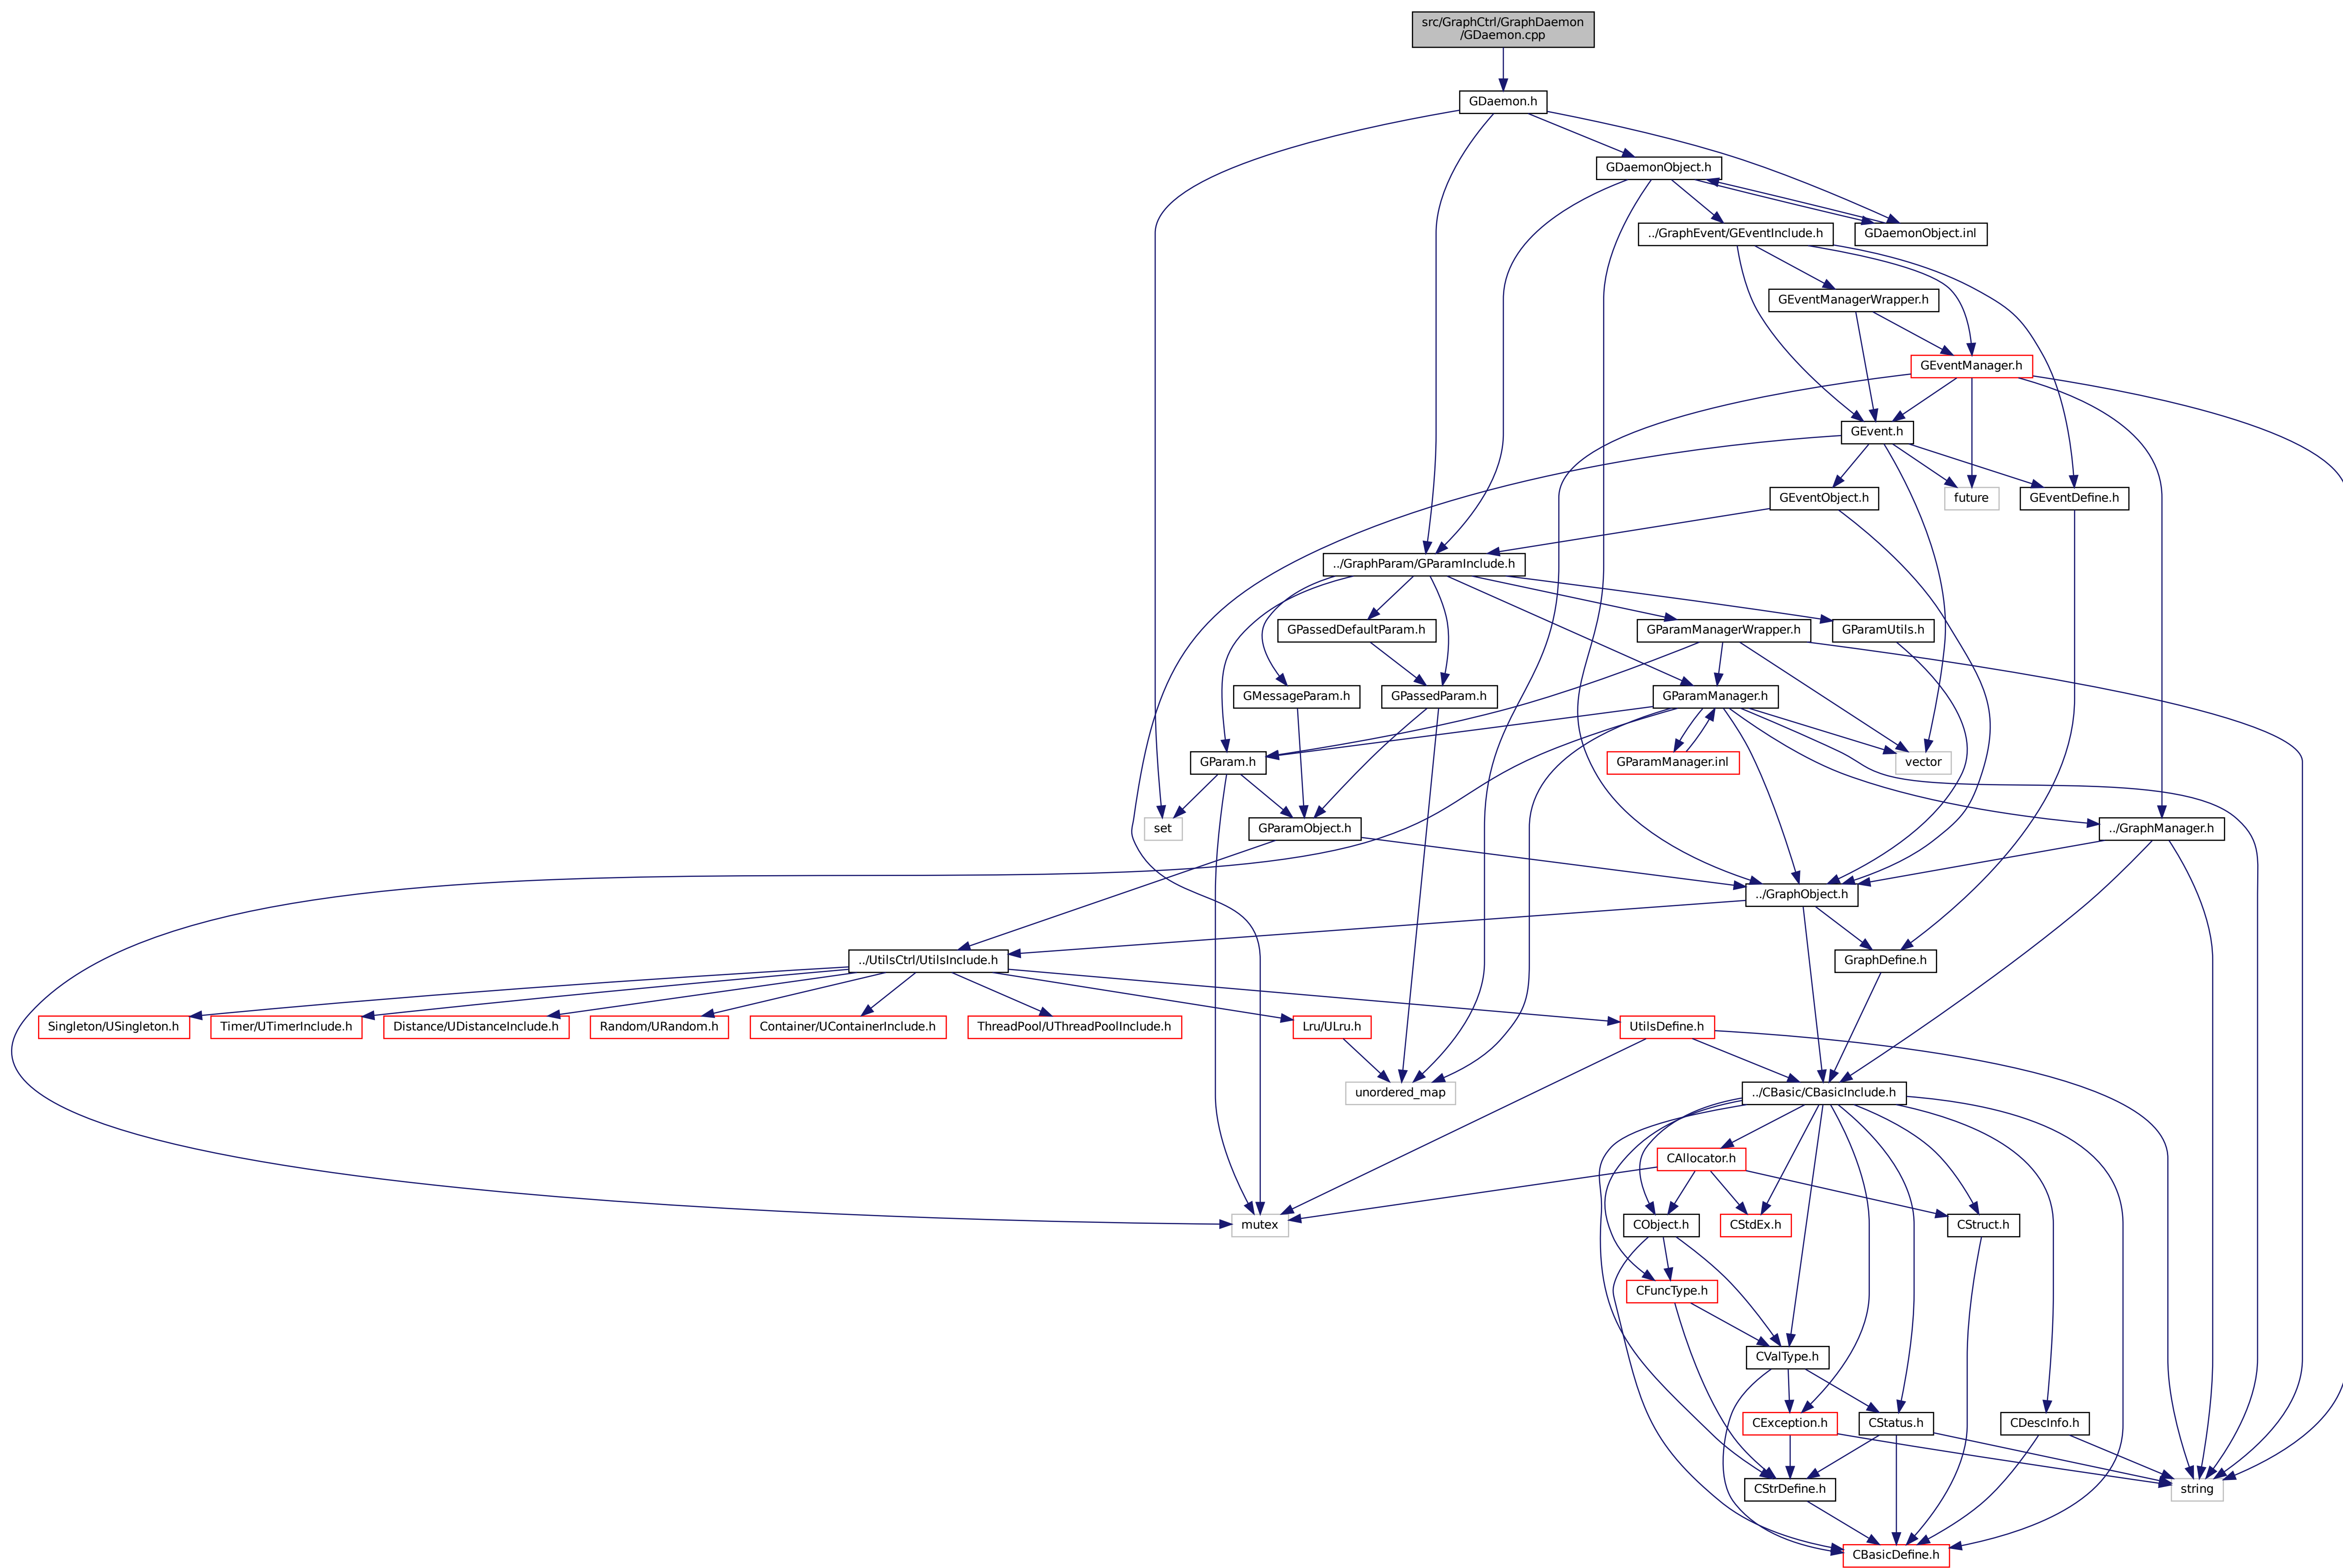 src/GraphCtrl/GraphDaemon
/GDaemon.cpp
GDaemon.h
GDaemonObject.h
../GraphEvent/GEventInclude.h
GDaemonObject.inl
GEventManagerWrapper.h
GEventManager.h
GEvent.h
GEventObject.h
future
GEventDefine.h
../GraphParam/GParamInclude.h
GPassedDefaultParam.h
GParamManagerWrapper.h
GParamUtils.h
GMessageParam.h
GPassedParam.h
GParamManager.h
GParam.h
GParamManager.inl
vector
set
GParamObject.h
../GraphManager.h
../GraphObject.h
../UtilsCtrl/UtilsInclude.h
GraphDefine.h
Singleton/USingleton.h
Timer/UTimerInclude.h
Distance/UDistanceInclude.h
Random/URandom.h
Container/UContainerInclude.h
ThreadPool/UThreadPoolInclude.h
Lru/ULru.h
UtilsDefine.h
unordered_map
../CBasic/CBasicInclude.h
CAllocator.h
mutex
CObject.h
CStdEx.h
CStruct.h
CFuncType.h
CValType.h
CException.h
CStatus.h
CDescInfo.h
CStrDefine.h
string
CBasicDefine.h